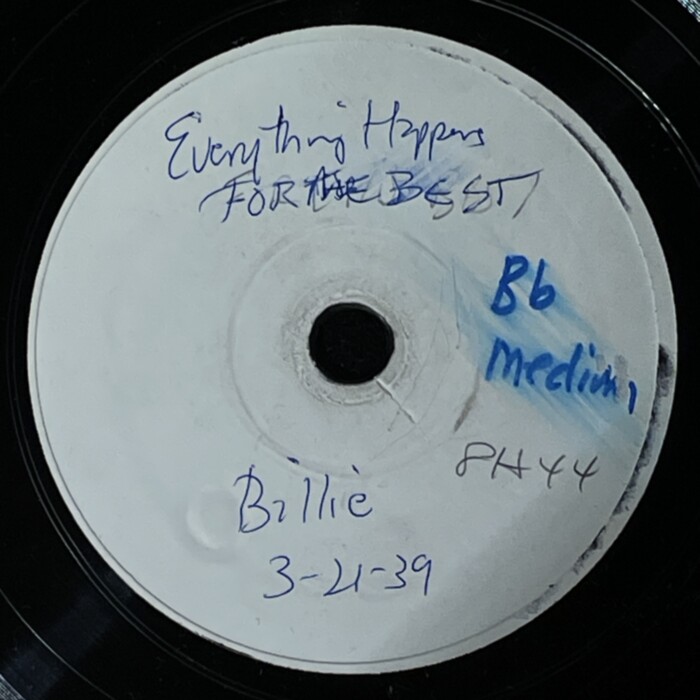 Everything Happens
FOR THE BEST
Bb
Medium
8H44
Billie
3-21-39